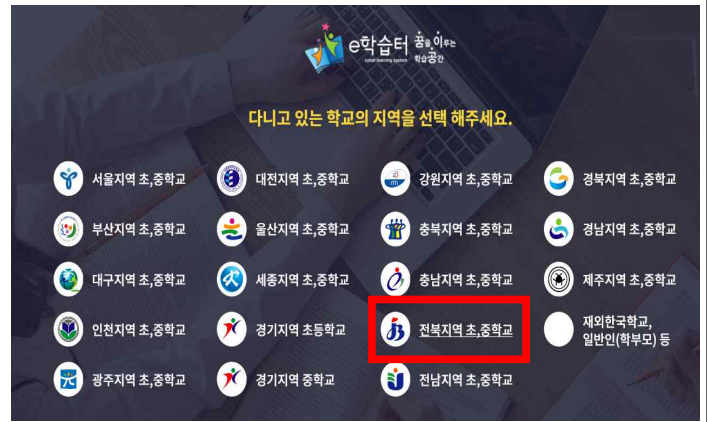 e학습터 꿈을 이루는
cyber learning system 학습공간
다니고 있는 학교의 지역을 선택 해주세요.
서울지역 초,중학교
대전지역 초,중학교
강원지역 초,중학교
경북지역 초,중학교
부산지역 초,중학교
울산지역 초,중학교
충북지역 초,중학교
경남지역 초,중학교
대구지역 초,중학교
세종지역 초,중학교
충남지역 초,중학교
제주지역 초,중학교
인천지역 초,중학교
경기지역 초등학교
전북지역 초,중학교
재외한국학교,
일반인(학부모) 등
광주지역 초,중학교
경기지역 중학교
전남지역 초,중학교